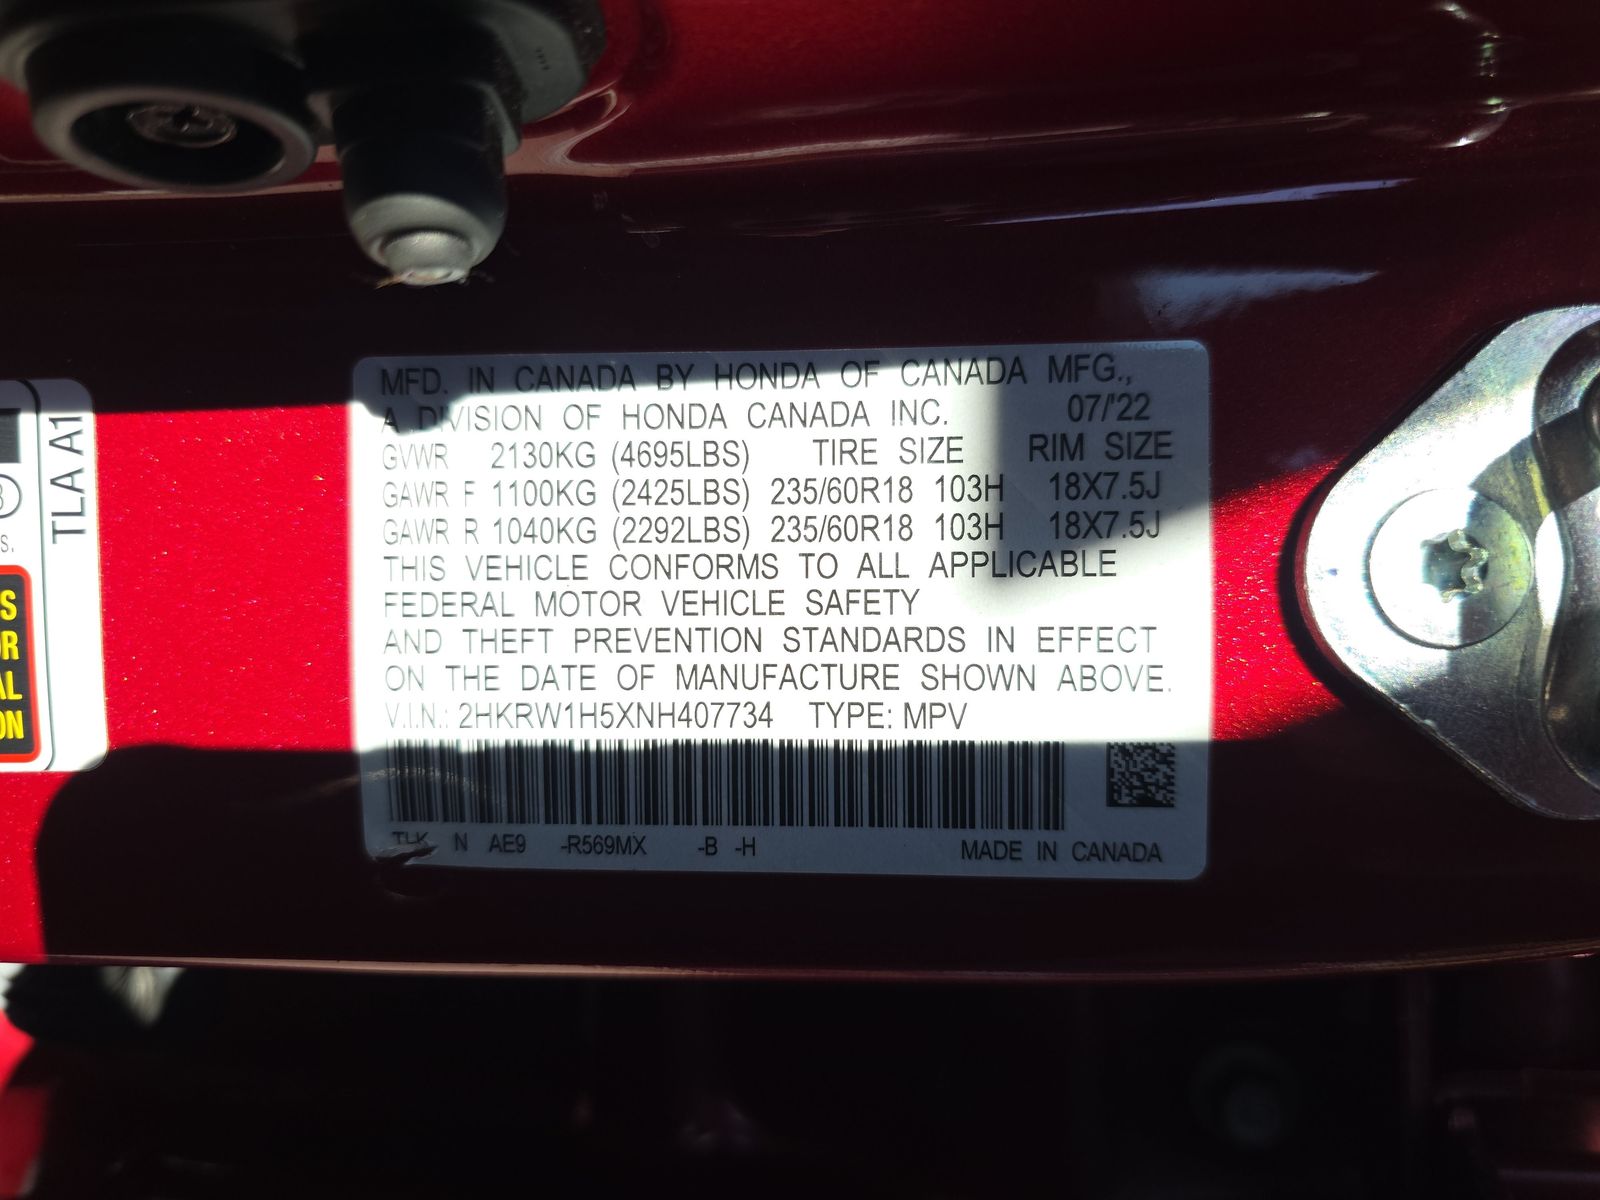 MFD. IN CANADA BY HONDA OF CANADA MFG.,
A DIVISION OF HONDA CANADA INC. 07/'22
GVWR 2130KG (4695LBS) TIRE SIZE RIM SIZE
GAWR F 1100KG (2425LBS) 235/60R18 103H 18X7.5J
GAWR R 1040KG (2292LBS) 235/60R18 103H 18X7.5J
THIS VEHICLE CONFORMS TO ALL APPLICABLE
FEDERAL MOTOR VEHICLE SAFETY
AND THEFT PREVENTION STANDARDS IN EFFECT
ON THE DATE OF MANUFACTURE SHOWN ABOVE.
V.I.N.: 2HKRW1H5XNH407734 TYPE: MPV
TLK N AE9 -R569MX -B -H MADE IN CANADA
TLA A1